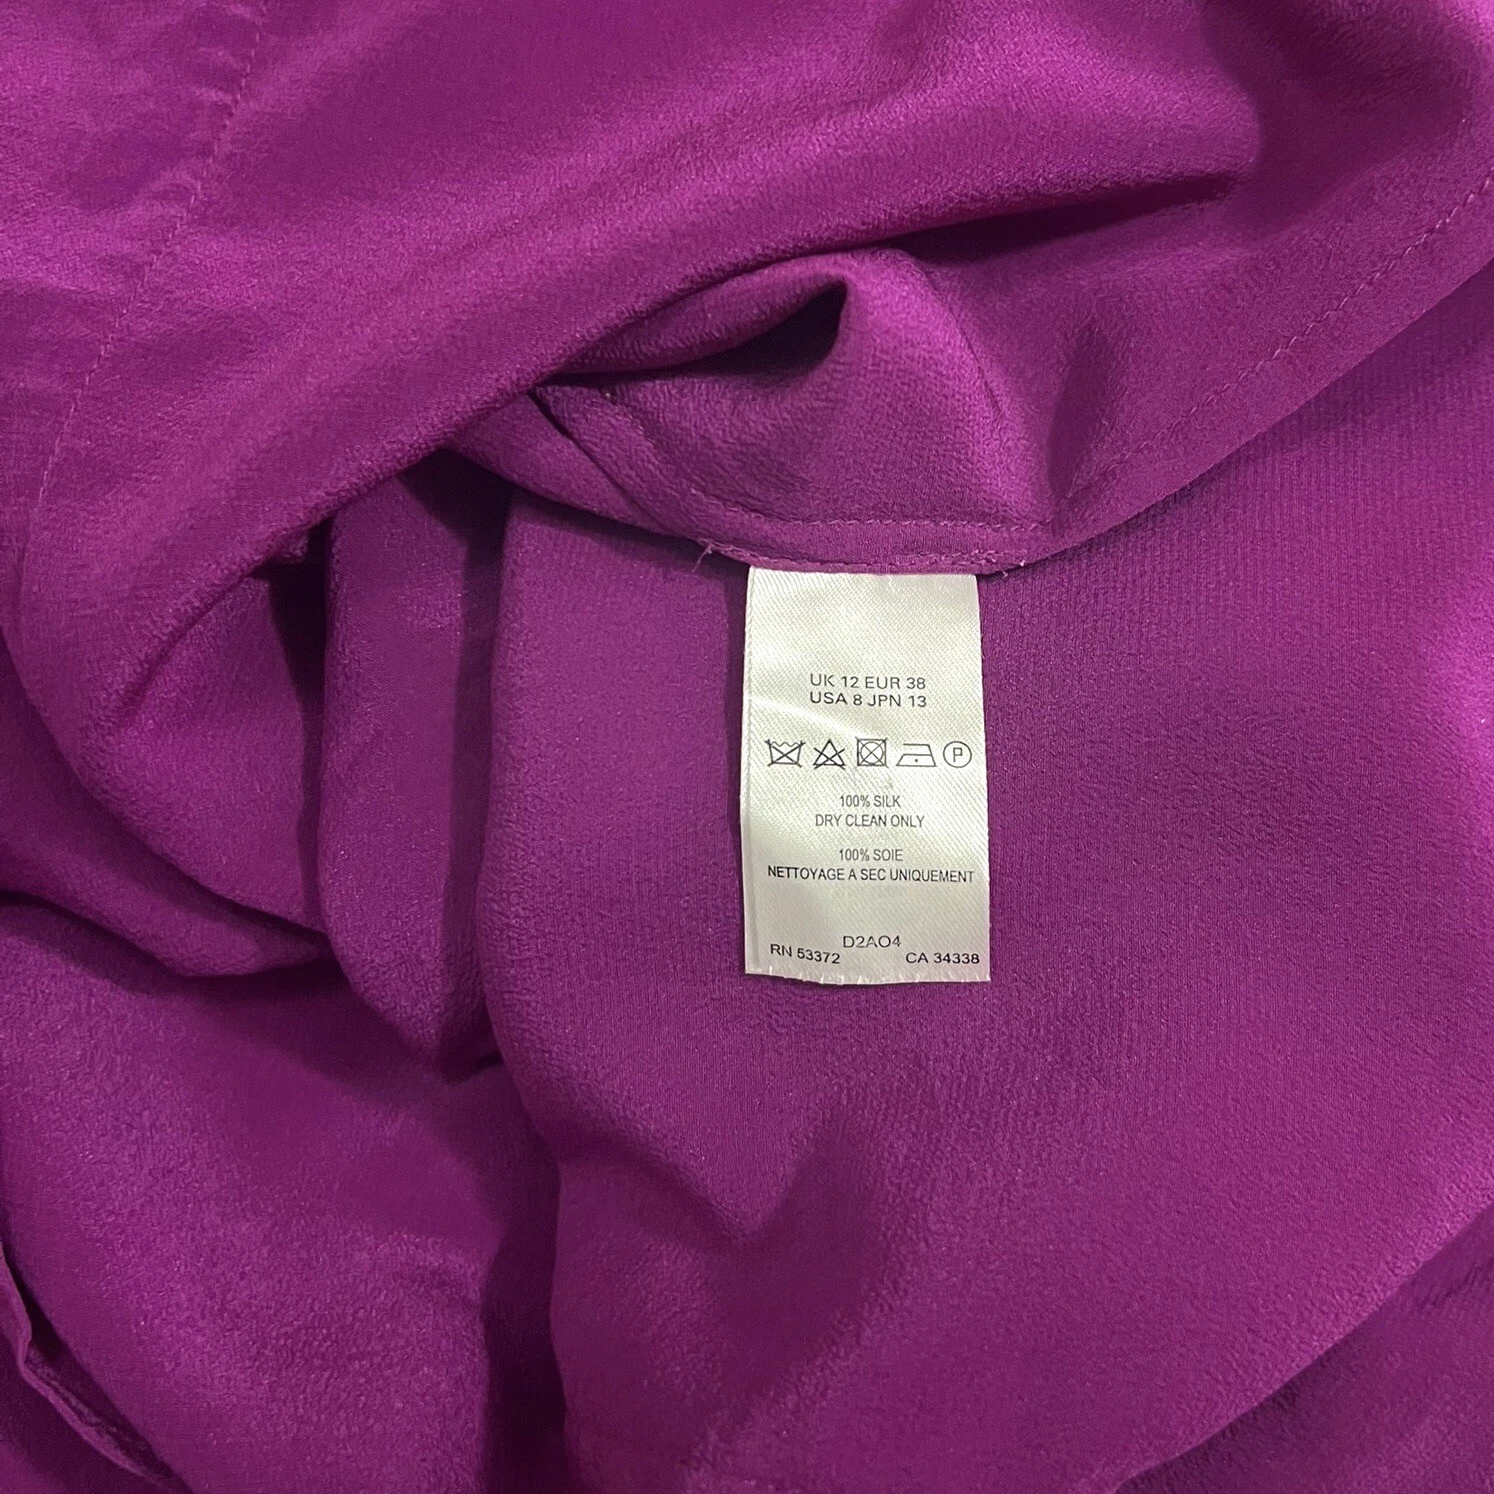 UK 12 EUR 38
USA 8 JPN 13
P
100% SILK
DRY CLEAN ONLY
100% SOIE
NETTOYAGE A SEC UNIQUEMENT
D2AO4
RN 53372 CA 34338